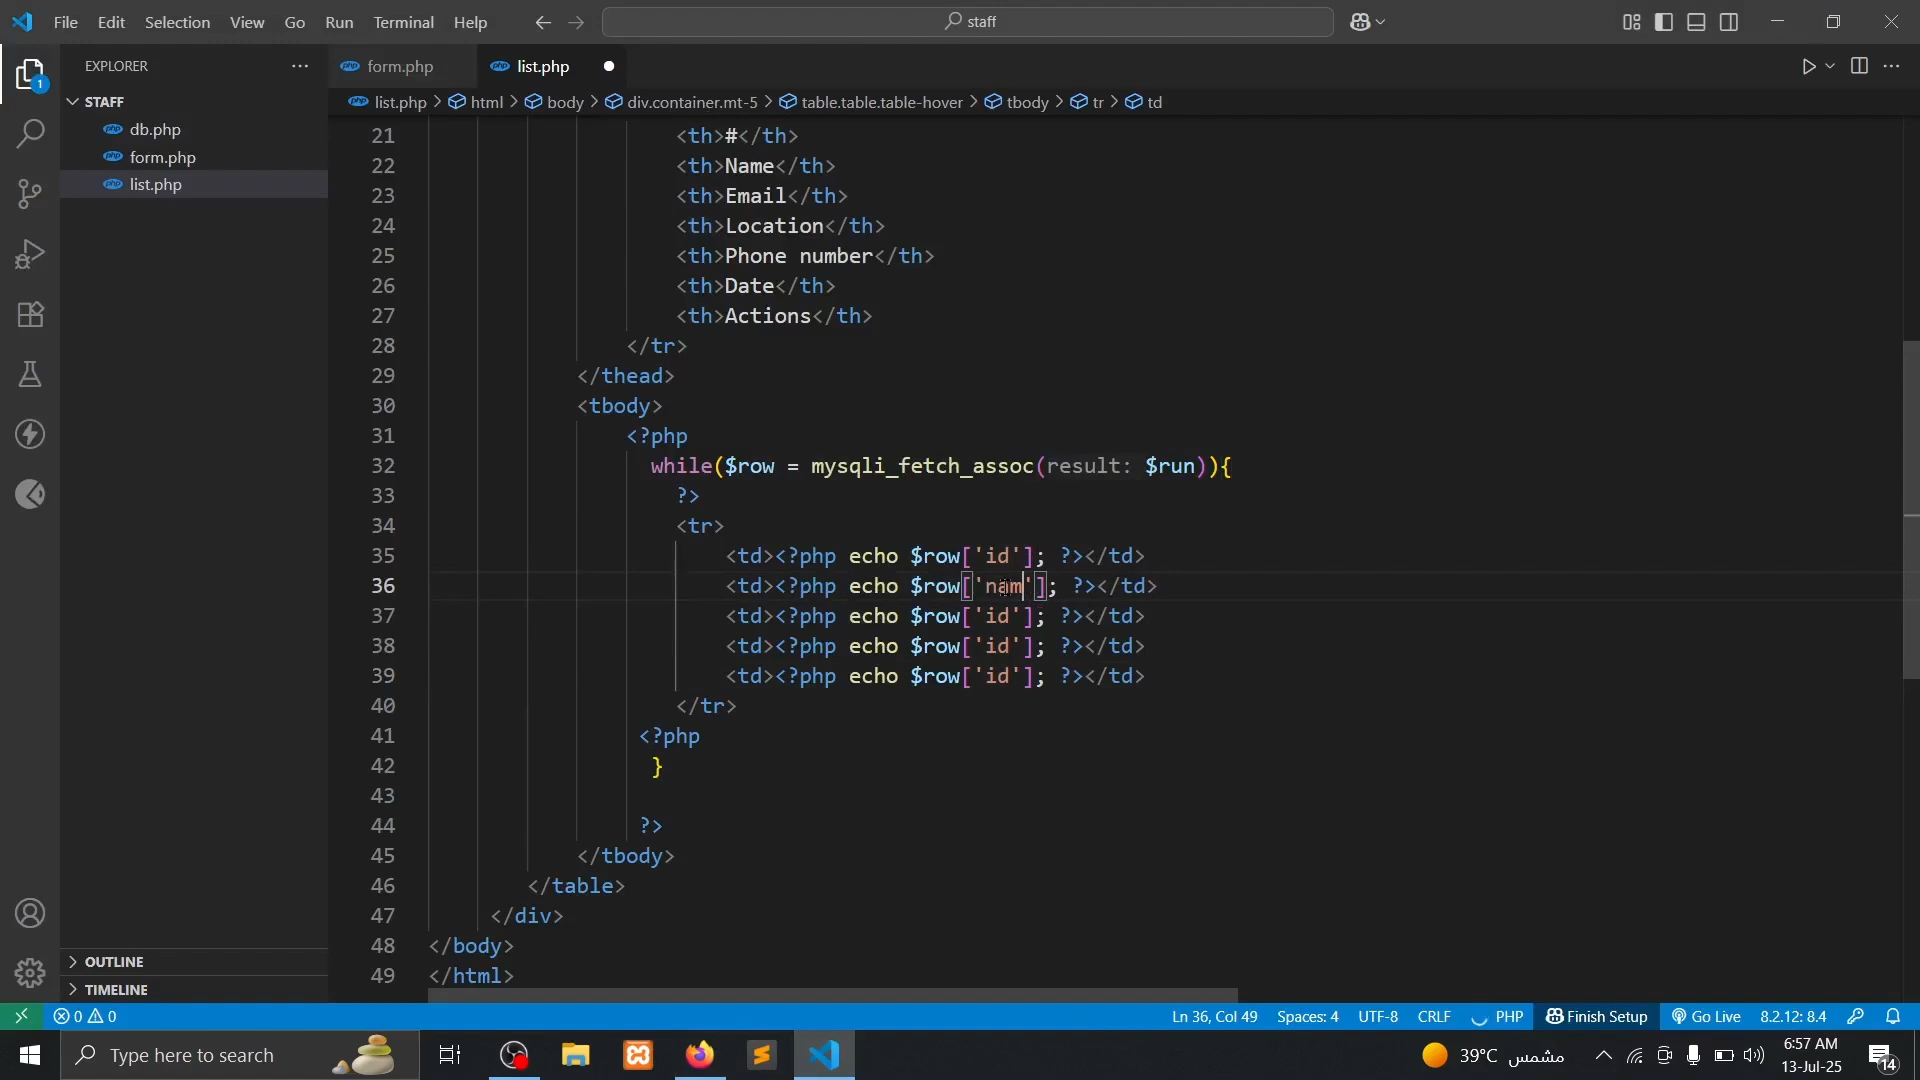 File Edit Selection View Go Run Terminal Help
staff
EXPLORER
1
STAFF
db.php
form.php
list.php
OUTLINE
TIMELINE
form.php list.php
list.php > html > body > div.container.mt-5 > table.table.table-hover > tbody > tr > td
21 <th>#</th>
22 <th>Name</th>
23 <th>Email</th>
24 <th>Location</th>
25 <th>Phone number</th>
26 <th>Date</th>
27 <th>Actions</th>
28 </tr>
29 </thead>
30 <tbody>
31 <?php
32 while($row = mysqli_fetch_assoc(result: $run)){
33 ?>
34 <tr>
35 <td><?php echo $row['id']; ?></td>
36 <td><?php echo $row['nam']; ?></td>
37 <td><?php echo $row['id']; ?></td>
38 <td><?php echo $row['id']; ?></td>
39 <td><?php echo $row['id']; ?></td>
40 </tr>
41 <?php
42 }
43
44 ?>
45 </tbody>
46 </table>
47 </div>
48 </body>
49 </html>
0 0 Ln 36, Col 49 Spaces: 4 UTF-8 CRLF PHP Finish Setup Go Live 8.2.12: 8.4
Type here to search
39°C مشمس
6:57 AM
13-Jul-25
14